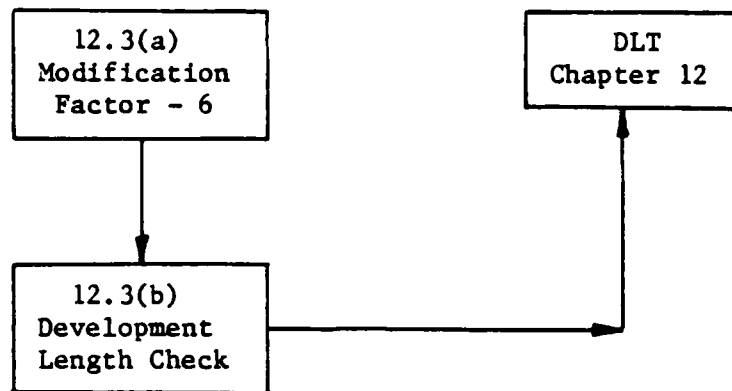 12.3(a)
Modification
Factor - 6
DLT
Chapter 12
12.3(b)
Development
Length Check